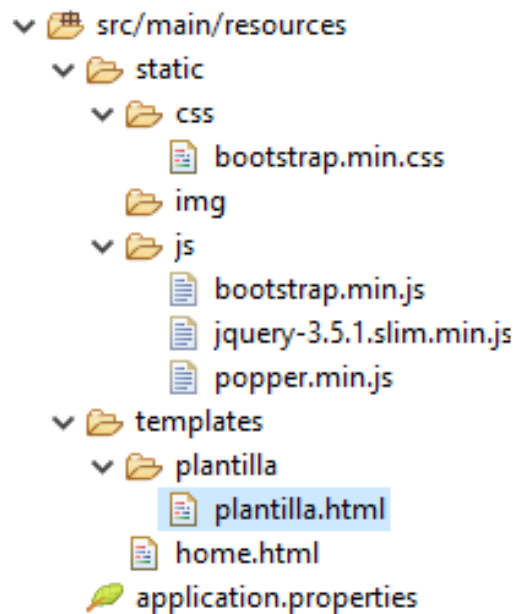 src/main/resources
static
css
bootstrap.min.css
img
js
bootstrap.min.js
jquery-3.5.1.slim.min.js
popper.min.js
templates
plantilla
plantilla.html
home.html
application.properties